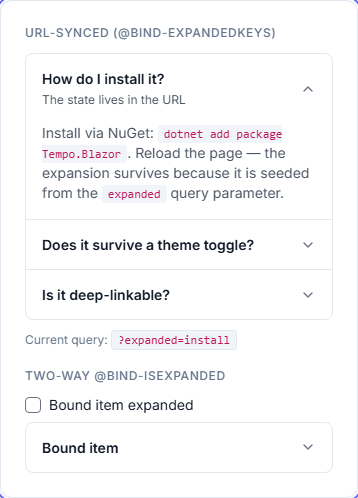 URL-SYNCED (@BIND-EXPANDEDKEYS)
How do I install it?
The state lives in the URL
Install via NuGet: dotnet add package
Tempo.Blazor . Reload the page — the
expansion survives because it is seeded
from the expanded query parameter.
Does it survive a theme toggle?
Is it deep-linkable?
Current query: ?expanded=install
TWO-WAY @BIND-ISEXPANDED
Bound item expanded
Bound item